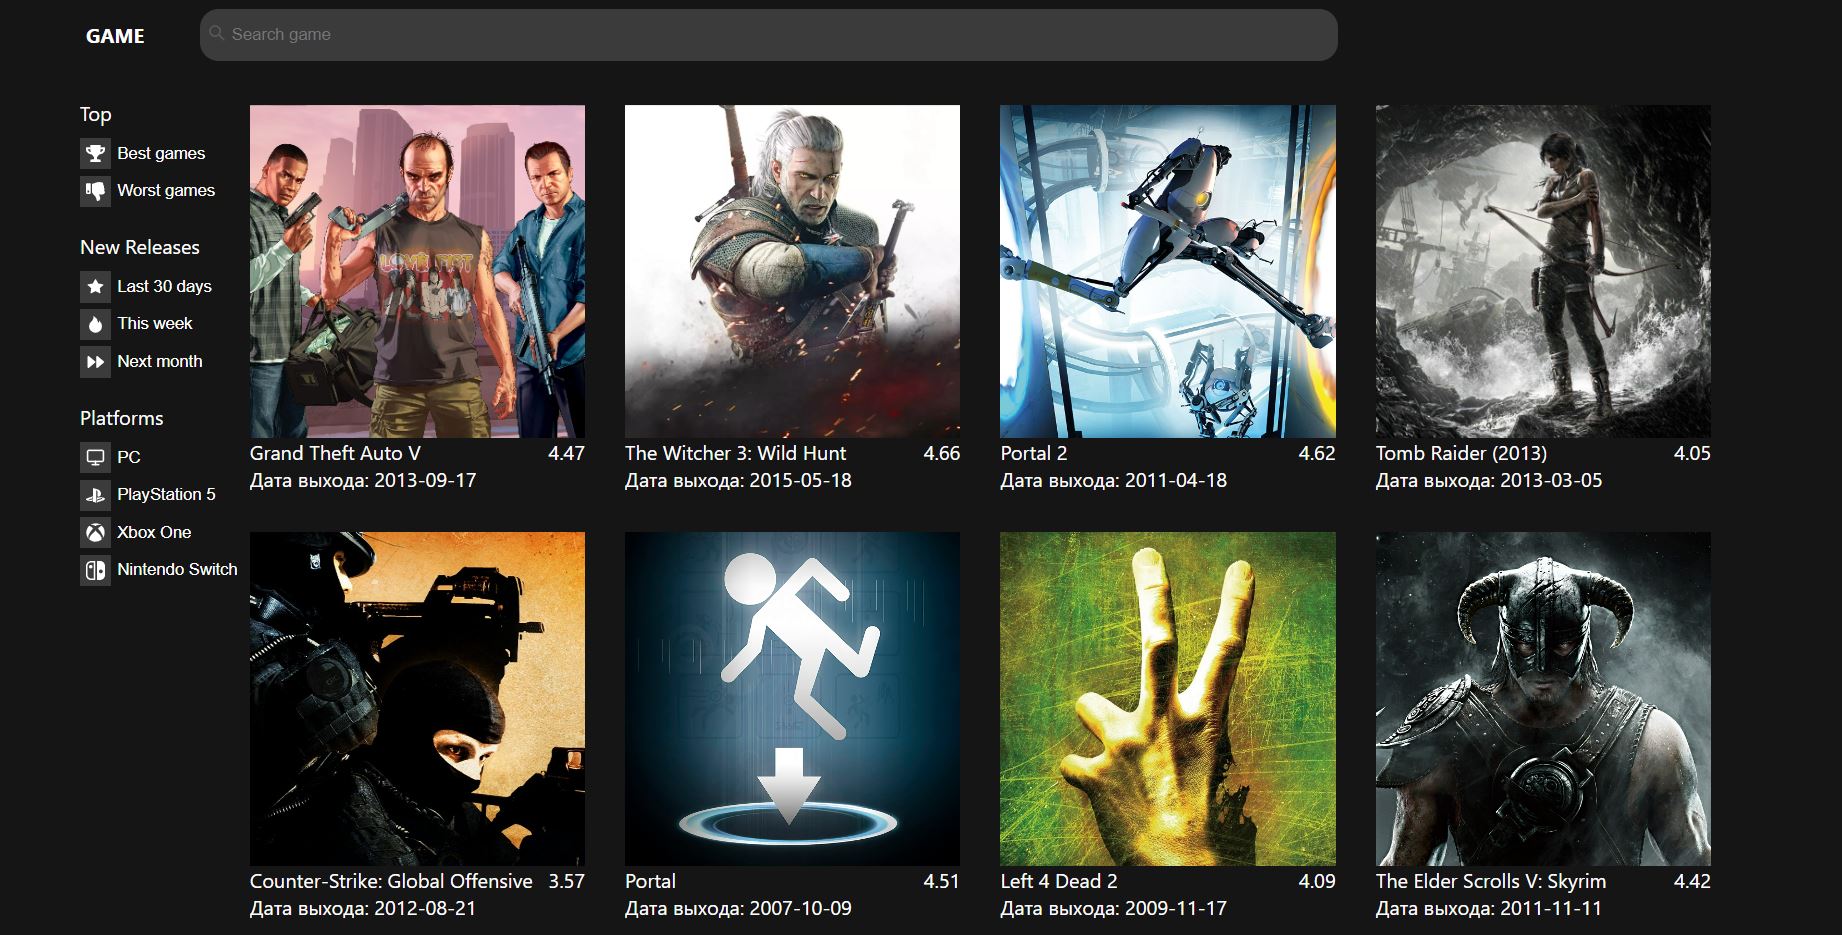 GAME
Search game
Top
Best games
Worst games
New Releases
Last 30 days
This week
Next month
Platforms
PC
PlayStation 5
Xbox One
Nintendo Switch
LOVE FIST
Grand Theft Auto V 4.47
Дата выхода: 2013-09-17
The Witcher 3: Wild Hunt 4.66
Дата выхода: 2015-05-18
Portal 2 4.62
Дата выхода: 2011-04-18
Tomb Raider (2013) 4.05
Дата выхода: 2013-03-05
Counter-Strike: Global Offensive 3.57
Дата выхода: 2012-08-21
Portal 4.51
Дата выхода: 2007-10-09
Left 4 Dead 2 4.09
Дата выхода: 2009-11-17
The Elder Scrolls V: Skyrim 4.42
Дата выхода: 2011-11-11